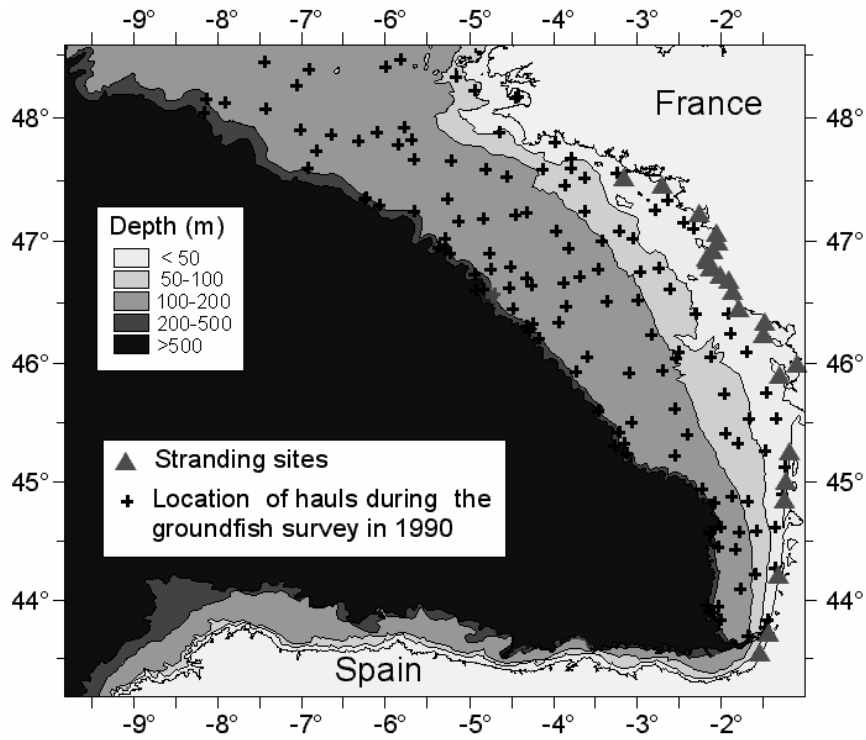 -9° -8° -7° -6° -5° -4° -3° -2°
France
48° 48°
47° 47°
Depth (m)
< 50
50-100
100-200
200-500
>500
46° 46°
Stranding sites
Location of hauls during the
groundfish survey in 1990
45° 45°
44° 44°
Spain
-9° -8° -7° -6° -5° -4° -3° -2°